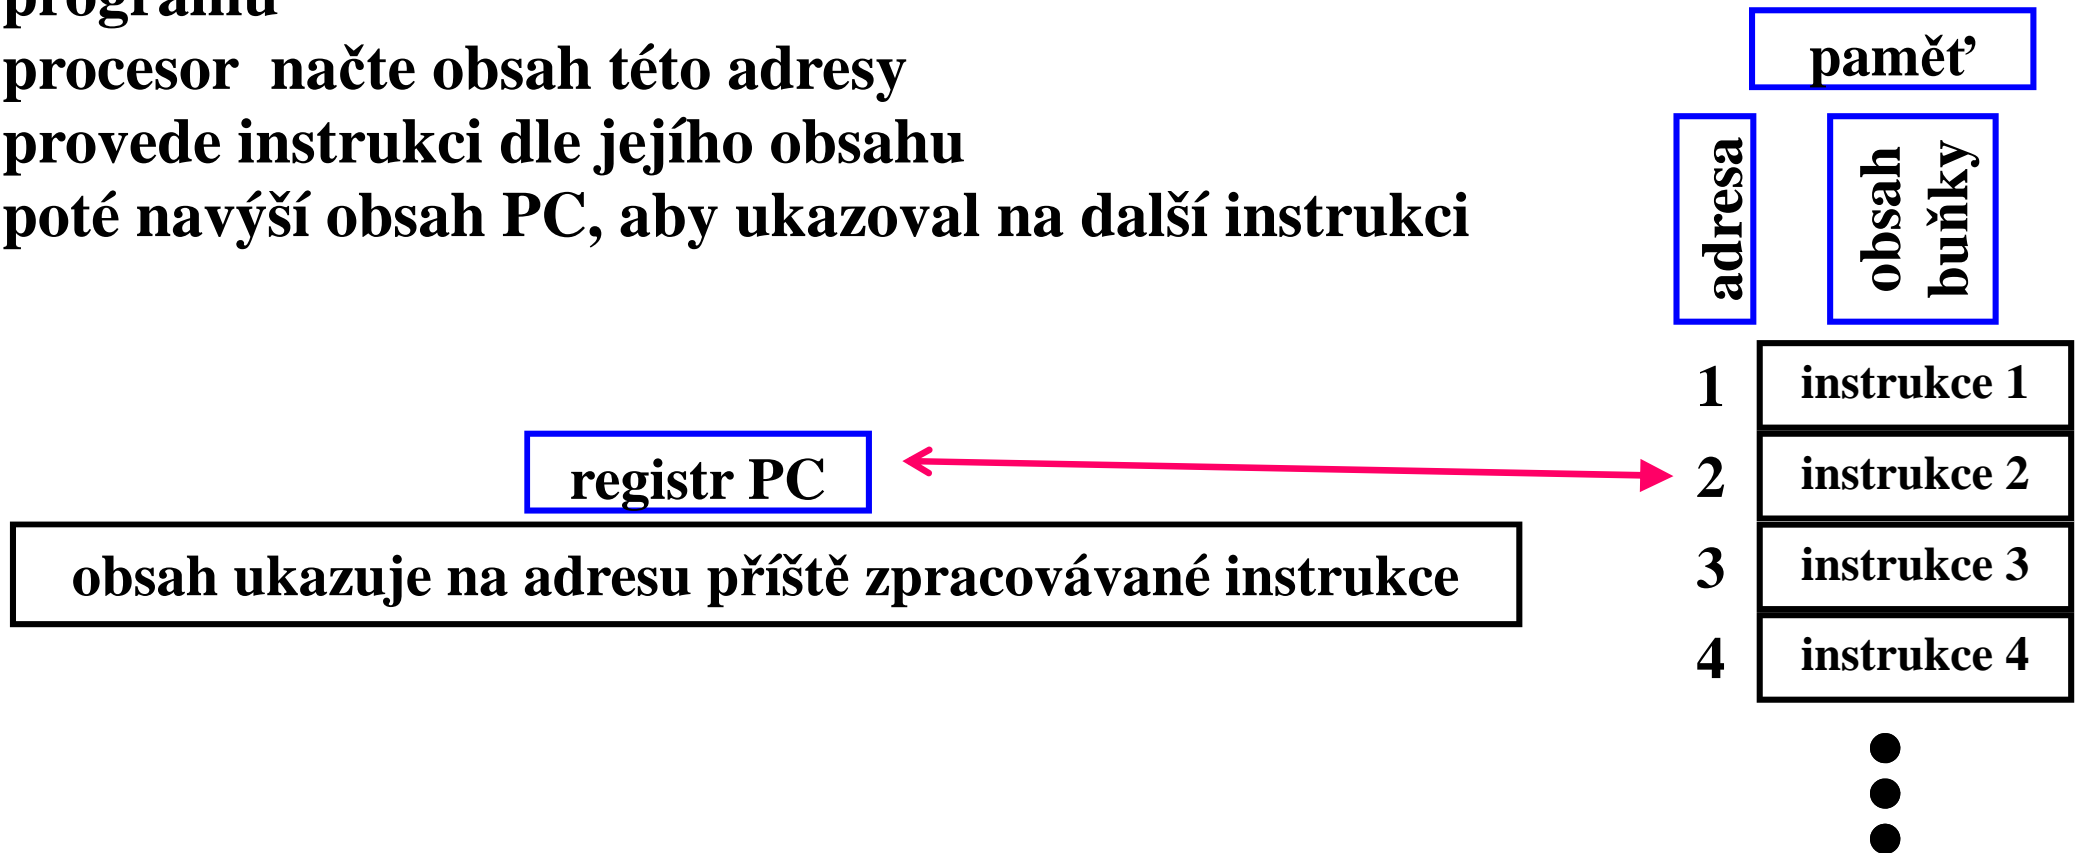 programu
procesor načte obsah této adresy
provede instrukci dle jejího obsahu
poté navýší obsah PC, aby ukazoval na další instrukci
paměť
adresa
obsah
buňky
1 instrukce 1
registr PC
2 instrukce 2
obsah ukazuje na adresu příště zpracovávané instrukce
3 instrukce 3
4 instrukce 4